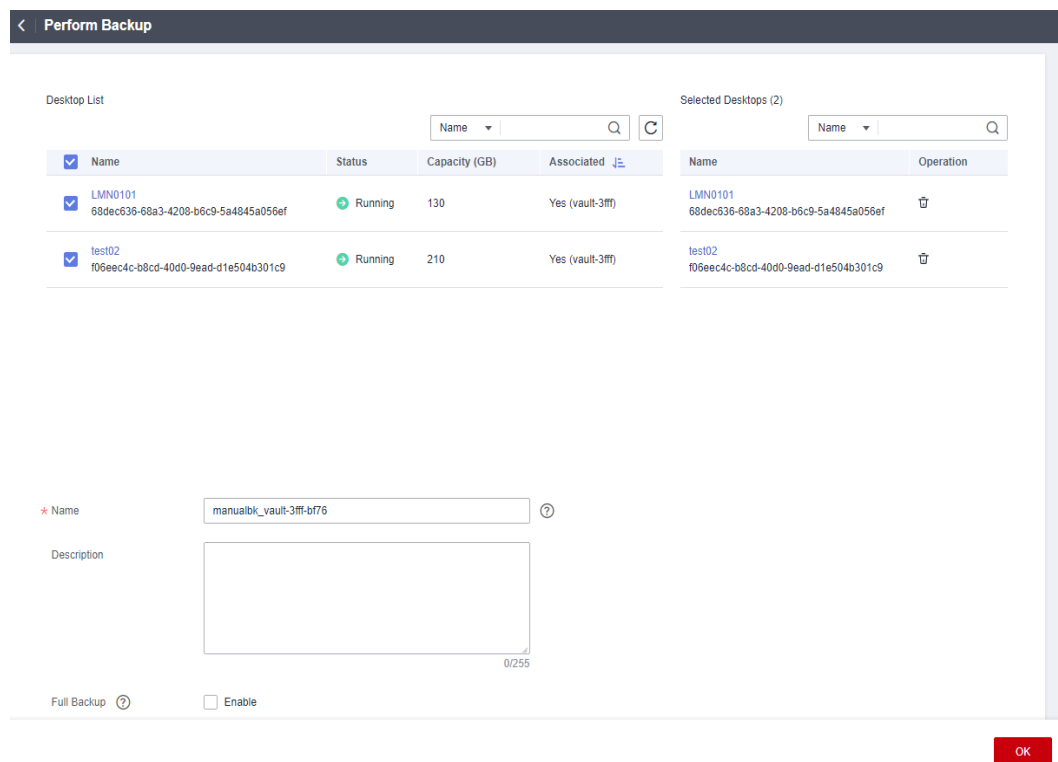 Perform Backup
Desktop List
Selected Desktops (2)
Name
Name
Name Status Capacity (GB) Associated
Name Operation
LMN0101
68dec636-68a3-4208-b6c9-5a4845a056ef
Running 130 Yes (vault-3fff)
LMN0101
68dec636-68a3-4208-b6c9-5a4845a056ef
test02
f06eec4c-b8cd-40d0-9ead-d1e504b301c9
Running 210 Yes (vault-3fff)
test02
f06eec4c-b8cd-40d0-9ead-d1e504b301c9
* Name manualbk_vault-3fff-bf76
Description
0/255
Full Backup Enable
OK